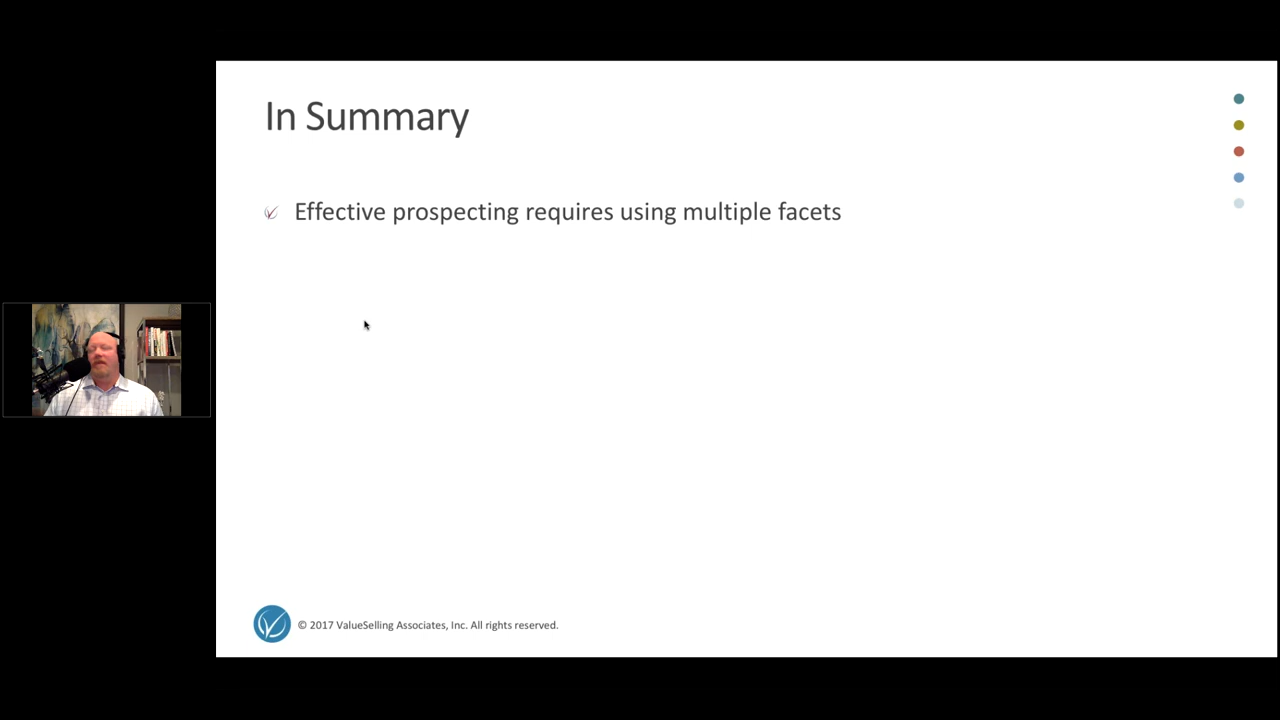 In Summary
Effective prospecting requires using multiple facets
© 2017 ValueSelling Associates, Inc. All rights reserved.